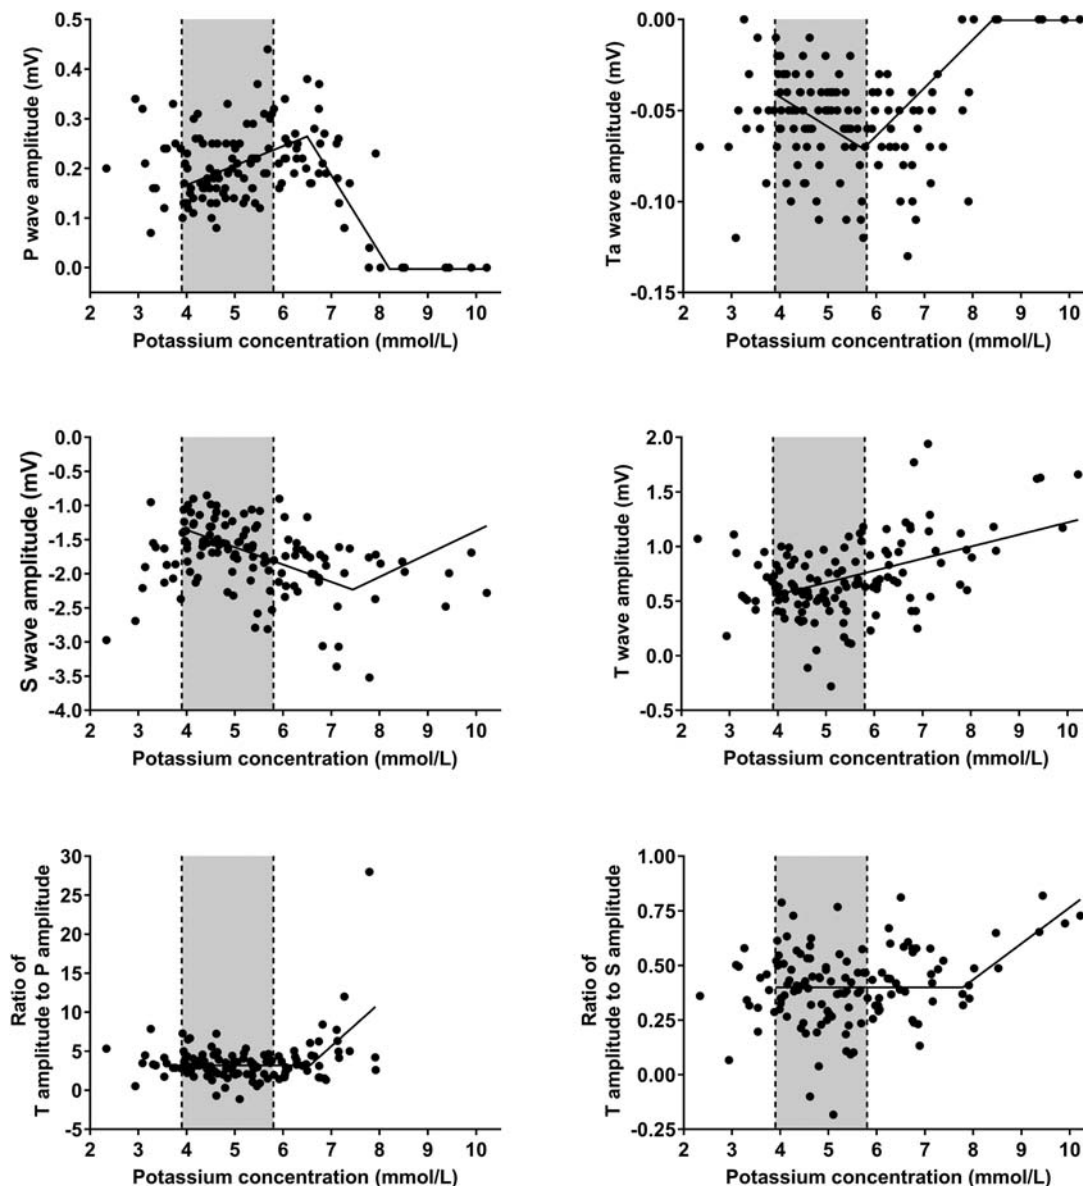 0.5
0.4
0.3
0.2
0.1
0.0
P wave amplitude (mV)
2 3 4 5 6 7 8 9 10
Potassium concentration (mmol/L)
0.00
-0.05
-0.10
-0.15
Ta wave amplitude (mV)
2 3 4 5 6 7 8 9 10
Potassium concentration (mmol/L)
0.0
-0.5
-1.0
-1.5
-2.0
-2.5
-3.0
-3.5
-4.0
S wave amplitude (mV)
2 3 4 5 6 7 8 9 10
Potassium concentration (mmol/L)
2.0
1.5
1.0
0.5
0.0
-0.5
T wave amplitude (mV)
2 3 4 5 6 7 8 9 10
Potassium concentration (mmol/L)
30
25
20
15
10
5
0
-5
Ratio of
T amplitude to P amplitude
2 3 4 5 6 7 8 9 10
Potassium concentration (mmol/L)
1.00
0.75
0.50
0.25
0.00
-0.25
Ratio of
T amplitude to S amplitude
2 3 4 5 6 7 8 9 10
Potassium concentration (mmol/L)